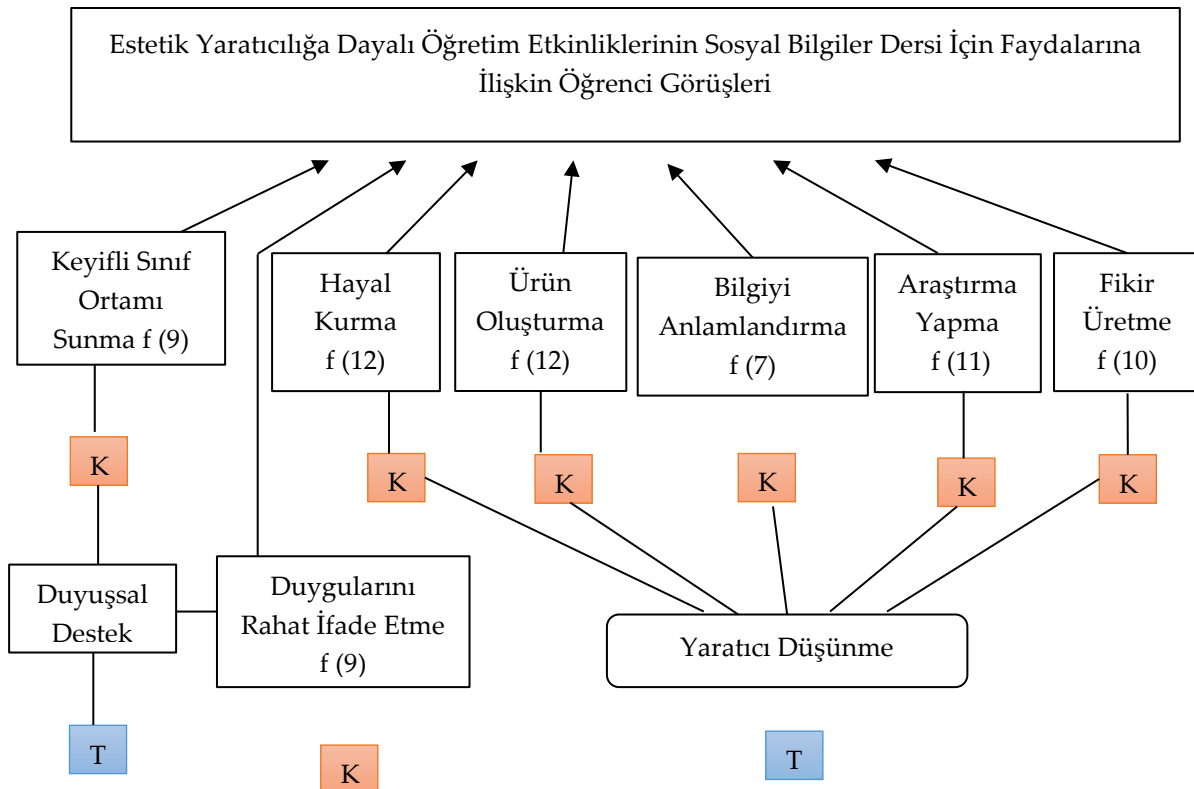 Estetik Yaratıcılığa Dayalı Öğretim Etkinliklerinin Sosyal Bilgiler Dersi İçin Faydalarına
İlişkin Öğrenci Görüşleri
Keyifli Sınıf
Ortamı
Sunma f (9)
Hayal
Kurma
f (12)
Ürün
Oluşturma
f (12)
Bilgiyi
Anlamlandırma
f (7)
Araştırma
Yapma
f (11)
Fikir
Üretme
f (10)
K
K
K
K
K
K
Duyuşsal
Destek
Duygularını
Rahat İfade Etme
f (9)
Yaratıcı Düşünme
T
K
T